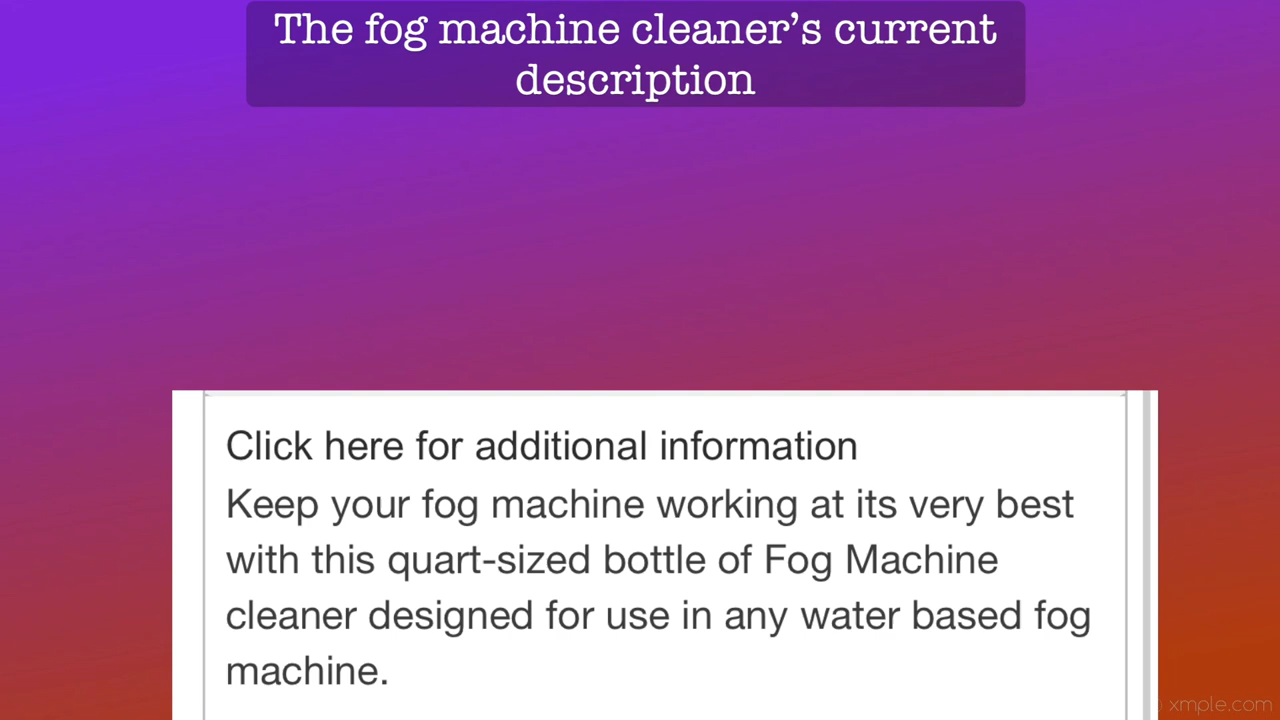 The fog machine cleaner’s current
description
Click here for additional information
Keep your fog machine working at its very best
with this quart-sized bottle of Fog Machine
cleaner designed for use in any water based fog
machine.
xmple.com